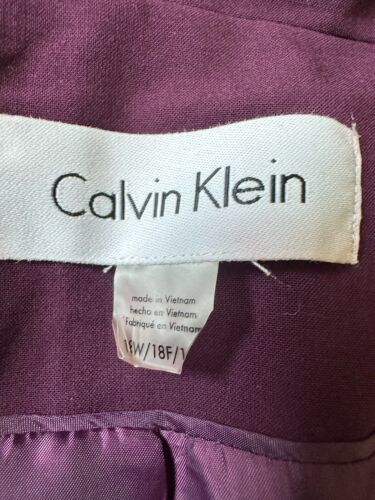 Calvin Klein
made in Vietnam
hecho en Vietnam
Fabriqué en Vietnam
18W/18F/1